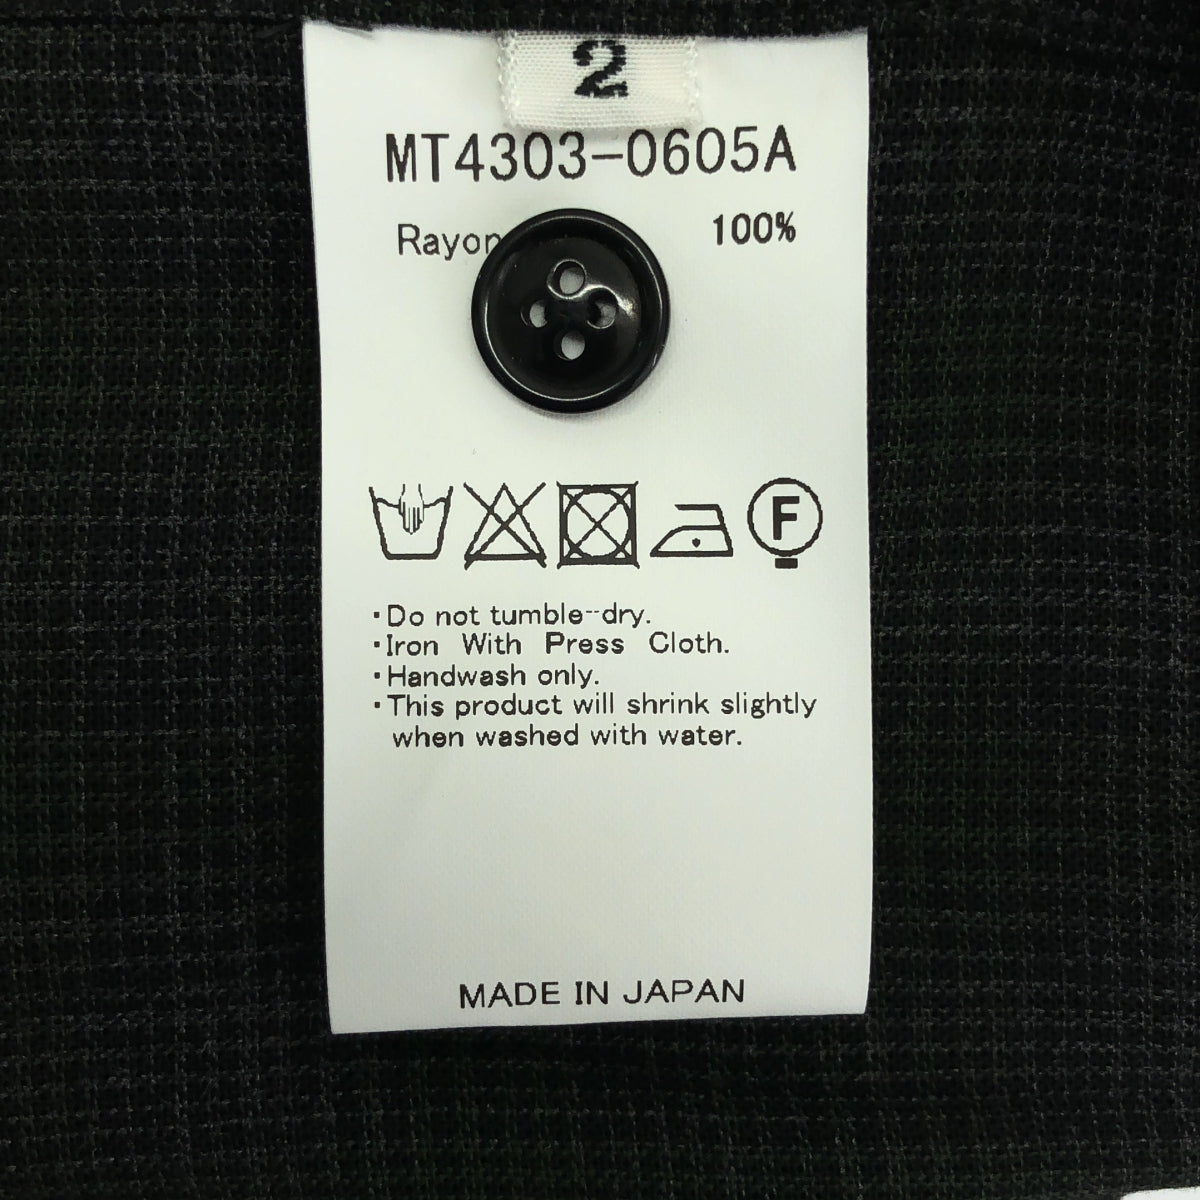 2
MT4303-0605A
Rayon 100%
F
・Do not tumble-dry.
・Iron With Press Cloth.
・Handwash only.
・This product will shrink slightly
when washed with water.
MADE IN JAPAN